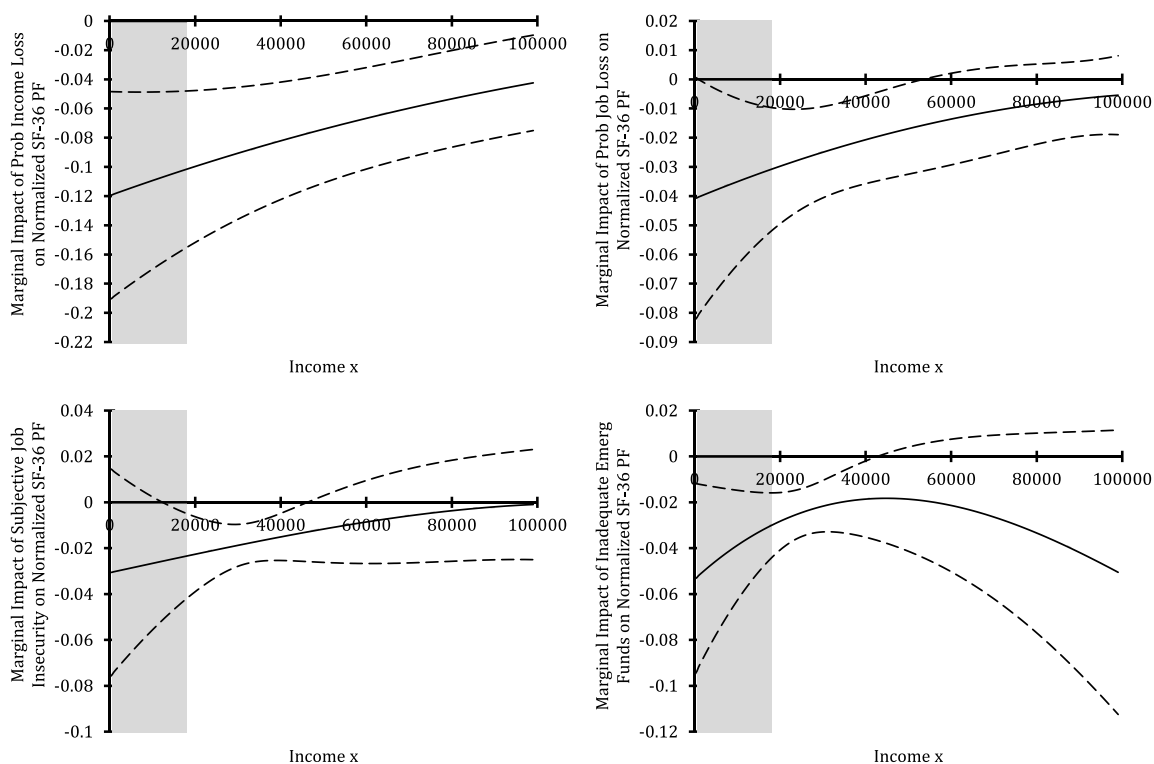 Marginal Impact of Prob Income Loss
on Normalized SF-36 PF
0
-0.02
-0.04
-0.06
-0.08
-0.1
-0.12
-0.14
-0.16
-0.18
-0.2
-0.22
0 20000 40000 60000 80000 100000
Income x
Marginal Impact of Prob Job Loss on
Normalized SF-36 PF
0.02
0.01
0
-0.01
-0.02
-0.03
-0.04
-0.05
-0.06
-0.07
-0.08
-0.09
0 20000 40000 60000 80000 100000
Income x
Marginal Impact of Subjective Job
Insecurity on Normalized SF-36 PF
0.04
0.02
0
-0.02
-0.04
-0.06
-0.08
-0.1
0 20000 40000 60000 80000 100000
Income x
Marginal Impact of Inadequate Emerg
Funds on Normalized SF-36 PF
0.02
0
-0.02
-0.04
-0.06
-0.08
-0.1
-0.12
0 20000 40000 60000 80000 100000
Income x